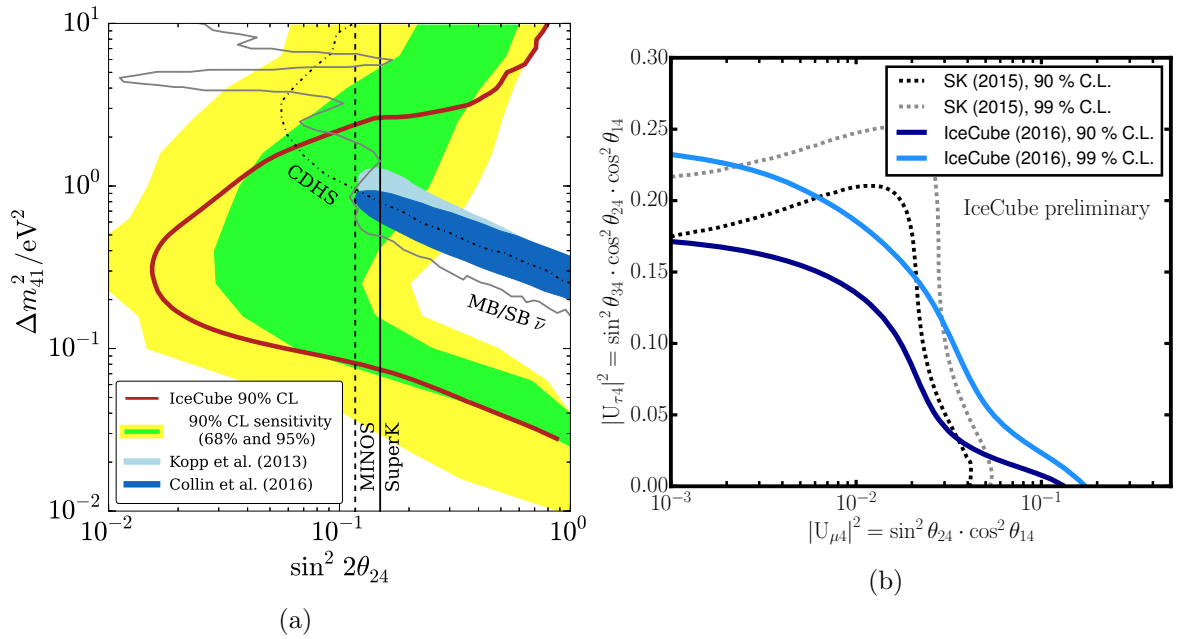 10¹
10⁰
10⁻¹
10⁻²
Δm²₄₁/eV²
CDHS
MB/SB ν̅
MINOS
SuperK
IceCube 90% CL
90% CL sensitivity
(68% and 95%)
Kopp et al. (2013)
Collin et al. (2016)
10⁻² 10⁻¹ 10⁰
sin² 2θ₂₄
(a)
0.30
0.25
0.20
0.15
0.10
0.05
0.00
|U_τ4|² = sin² θ₃₄ · cos² θ₂₄ · cos² θ₁₄
SK (2015), 90 % C.L.
SK (2015), 99 % C.L.
IceCube (2016), 90 % C.L.
IceCube (2016), 99 % C.L.
IceCube preliminary
10⁻³ 10⁻² 10⁻¹
|U_μ4|² = sin² θ₂₄ · cos² θ₁₄
(b)